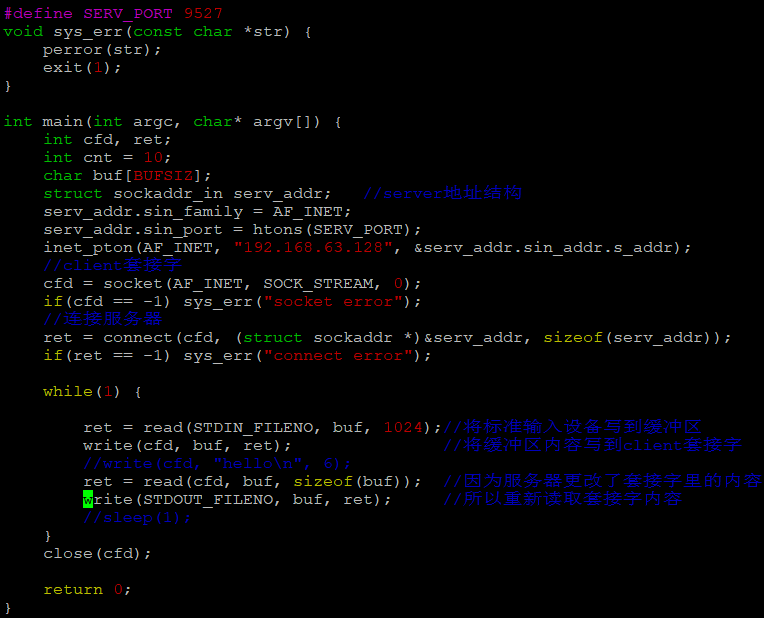 #define SERV_PORT 9527
void sys_err(const char *str) {
    perror(str);
    exit(1);
}

int main(int argc, char* argv[]) {
    int cfd, ret;
    int cnt = 10;
    char buf[BUFSIZ];
    struct sockaddr_in serv_addr;   //server地址结构
    serv_addr.sin_family = AF_INET;
    serv_addr.sin_port = htons(SERV_PORT);
    inet_pton(AF_INET, "192.168.63.128", &serv_addr.sin_addr.s_addr);
    //client套接字
    cfd = socket(AF_INET, SOCK_STREAM, 0);
    if(cfd == -1) sys_err("socket error");
    //连接服务器
    ret = connect(cfd, (struct sockaddr *)&serv_addr, sizeof(serv_addr));
    if(ret == -1) sys_err("connect error");

    while(1) {

        ret = read(STDIN_FILENO, buf, 1024);//将标准输入设备写到缓冲区
        write(cfd, buf, ret);               //将缓冲区内容写到client套接字
        //write(cfd, "hello\n", 6);
        ret = read(cfd, buf, sizeof(buf));  //因为服务器更改了套接字里的内容
        write(STDOUT_FILENO, buf, ret);     //所以重新读取套接字内容
        //sleep(1);
    }
    close(cfd);

    return 0;
}